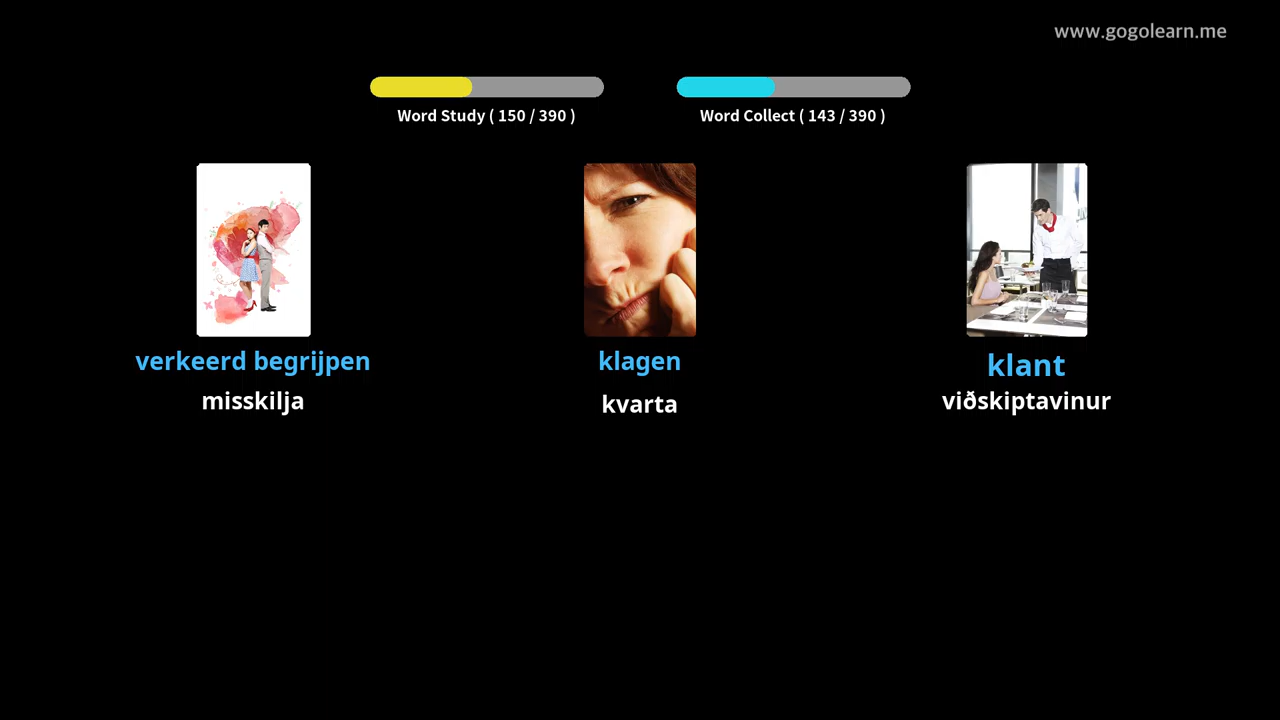 www.gogolearn.me
Word Study ( 150 / 390 )
Word Collect ( 143 / 390 )
verkeerd begrijpen
klagen
klant
misskilja
kvarta
viðskiptavinur